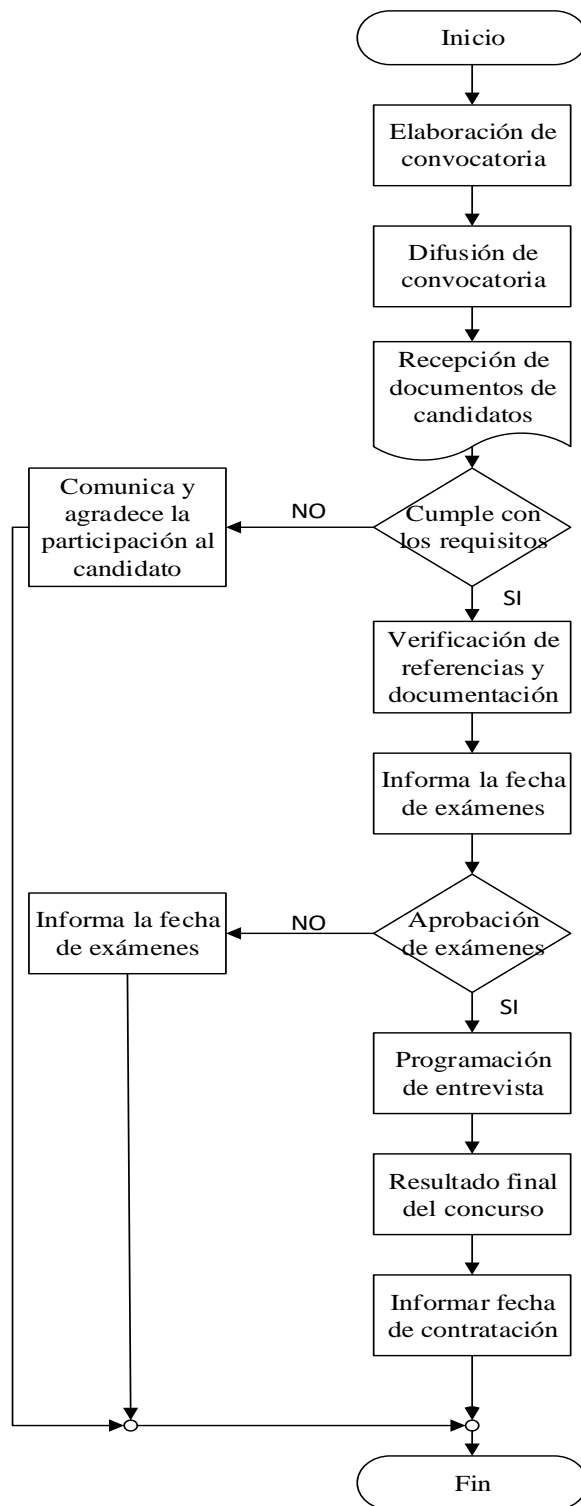 Inicio
Elaboración de
convocatoria
Difusión de
convocatoria
Recepción de
documentos de
candidatos
Comunica y
agradece la
participación al
candidato
NO
Cumple con
los requisitos
SI
Verificación de
referencias y
documentación
Informa la fecha
de exámenes
Informa la fecha
de exámenes
NO
Aprobación
de exámenes
SI
Programación
de entrevista
Resultado final
del concurso
Informar fecha
de contratación
Fin